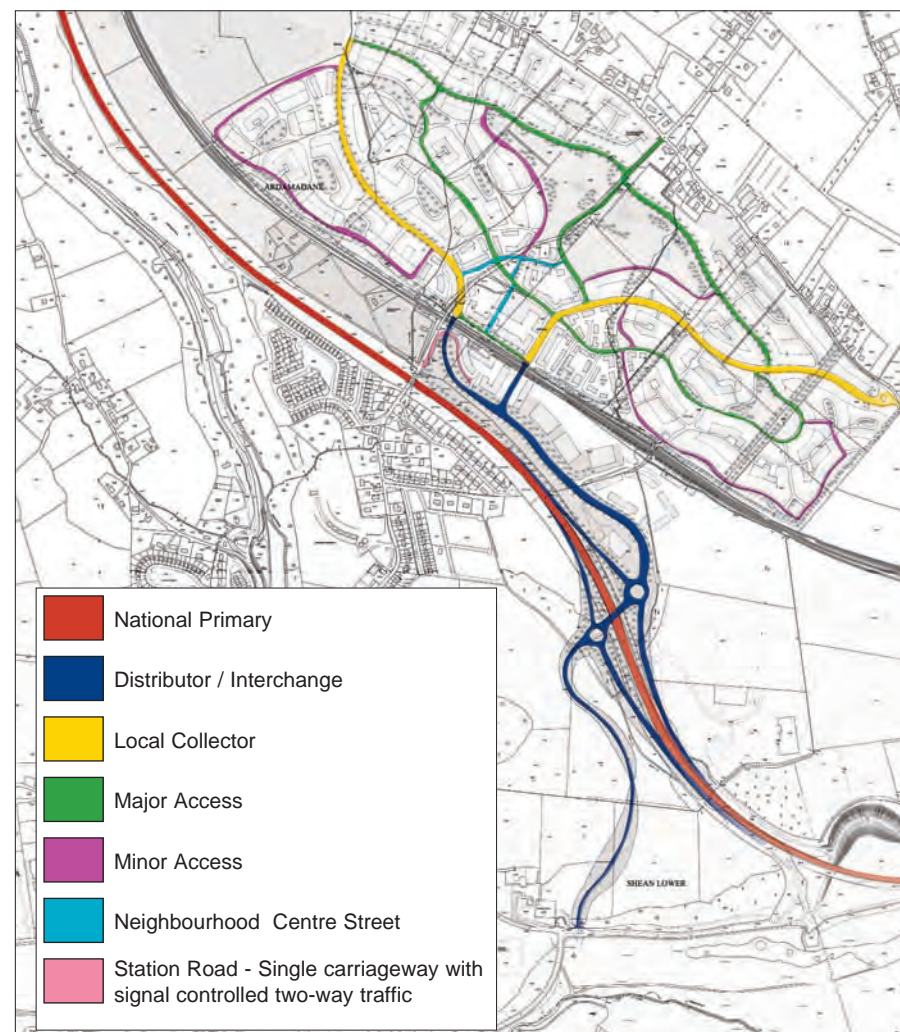 ARDAMADANE
SHEAN LOWER
National Primary
Distributor / Interchange
Local Collector
Major Access
Minor Access
Neighbourhood Centre Street
Station Road - Single carriageway with
signal controlled two-way traffic